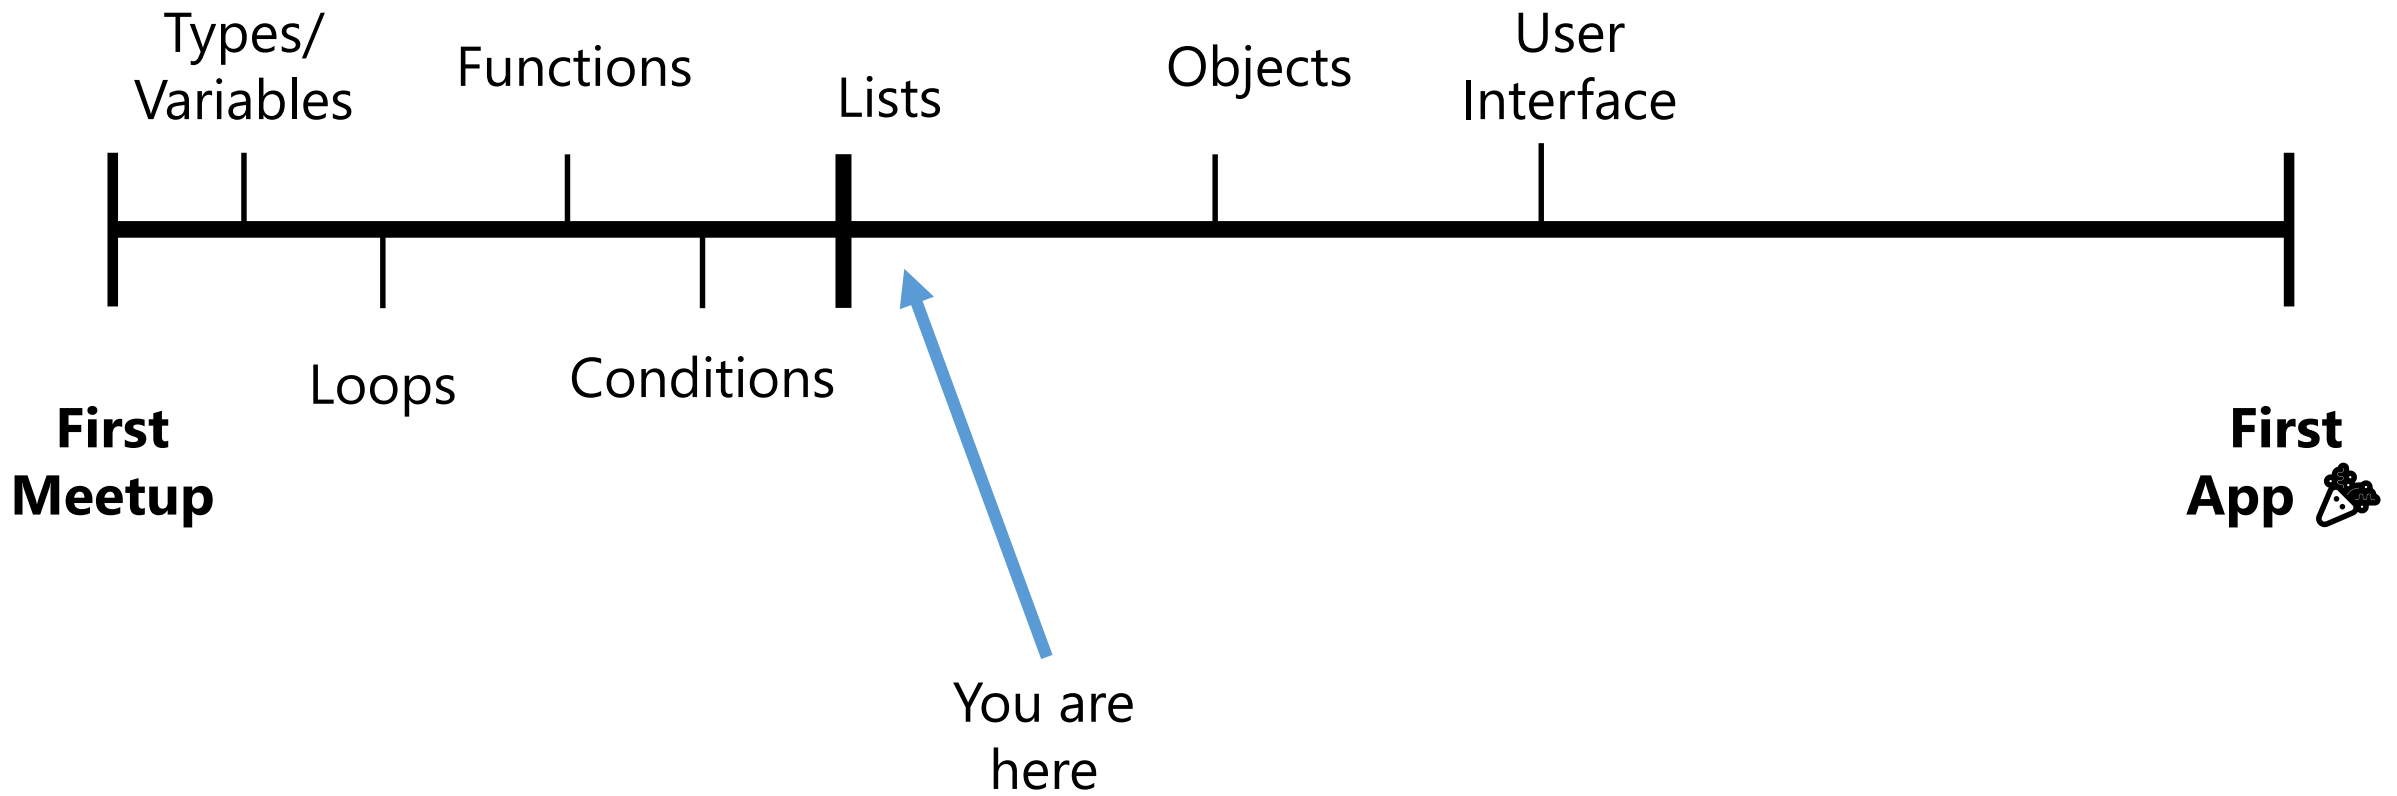 Types/
Variables
Functions
Lists
Objects
User
Interface
Loops
Conditions
First
Meetup
First
App
You are
here